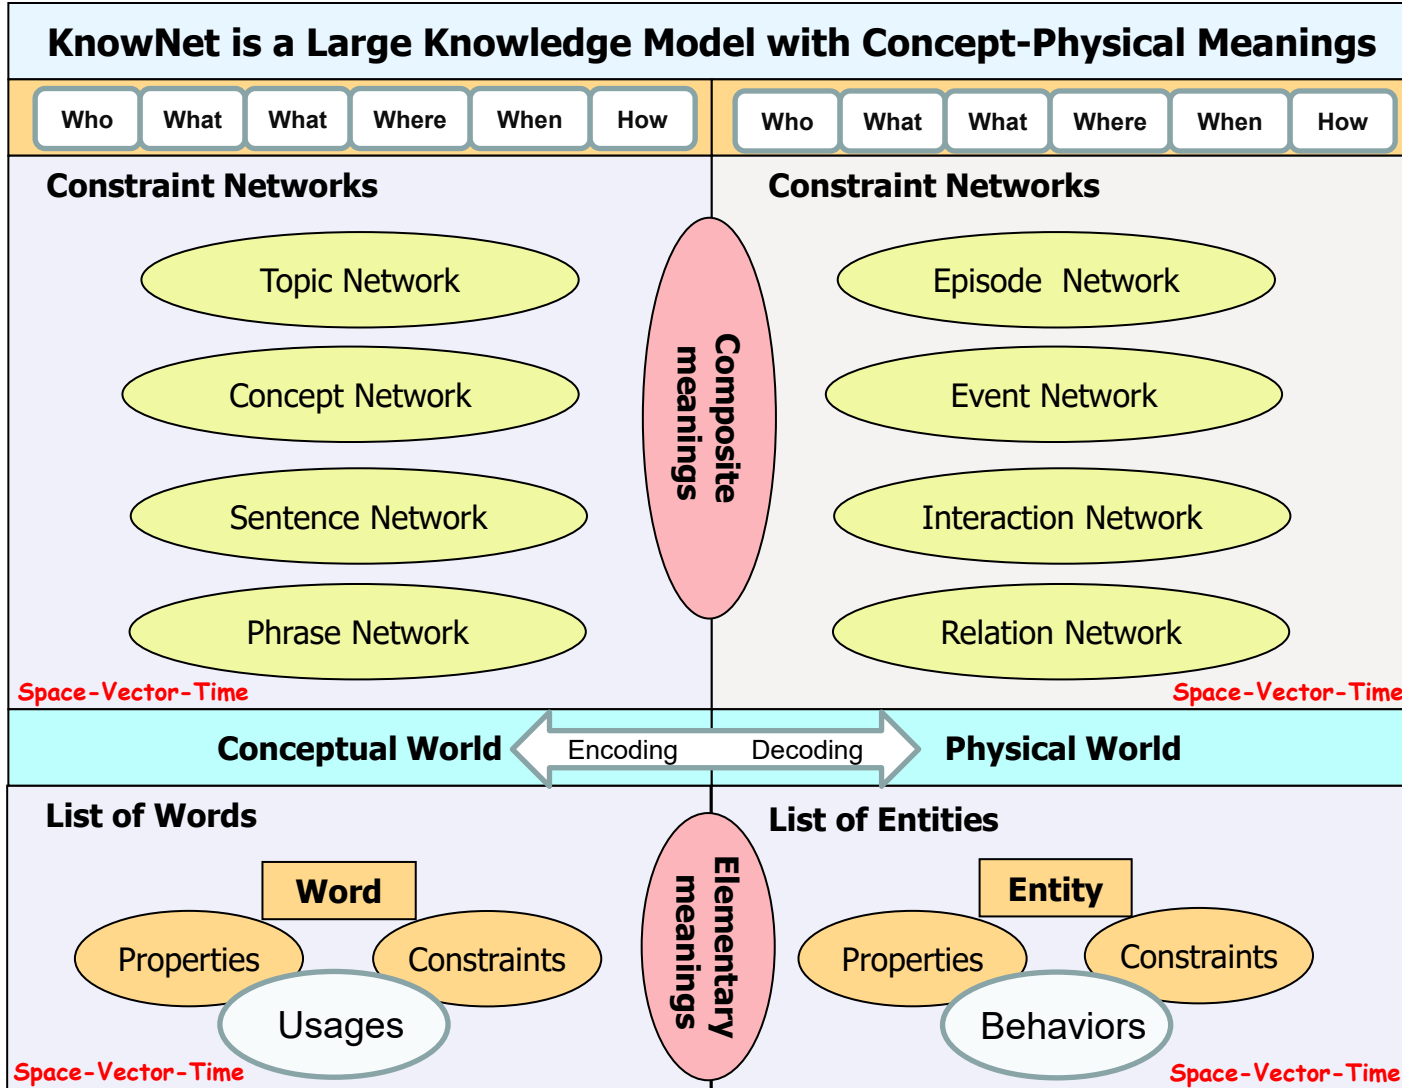 KnowNet is a Large Knowledge Model with Concept-Physical Meanings
Who What What Where When How
Who What What Where When How
Constraint Networks
Topic Network
Concept Network
Sentence Network
Phrase Network
Space-Vector-Time
Composite
meanings
Constraint Networks
Episode Network
Event Network
Interaction Network
Relation Network
Space-Vector-Time
Conceptual World
Encoding
Decoding
Physical World
List of Words
Word
Properties
Constraints
Usages
Space-Vector-Time
Elementary
meanings
List of Entities
Entity
Properties
Constraints
Behaviors
Space-Vector-Time